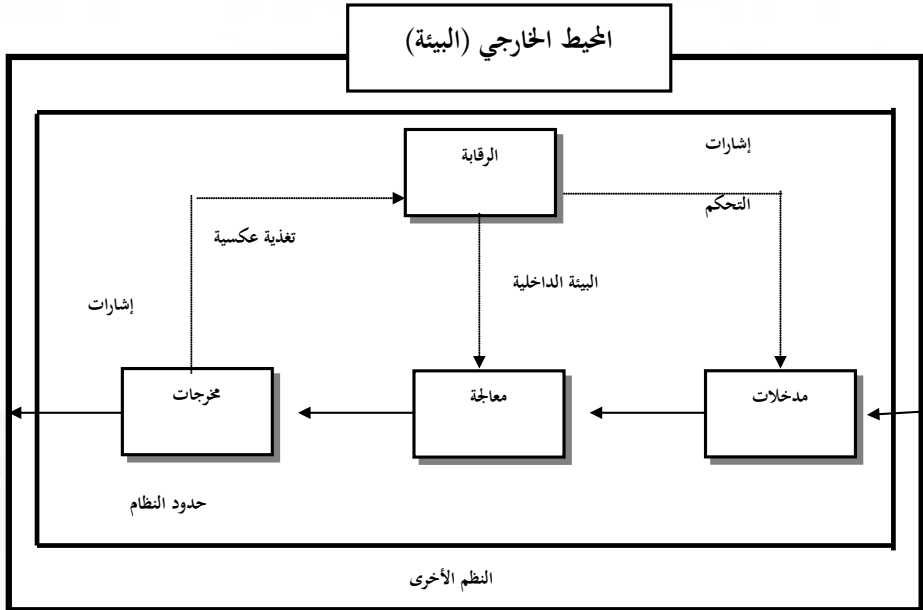 المحيط الخارجي (البيئة)
الرقابة
إشارات
التحكم
تغذية عكسية
البيئة الداخلية
إشارات
مدخلات
معالجة
مخرجات
حدود النظام
النظم الأخرى